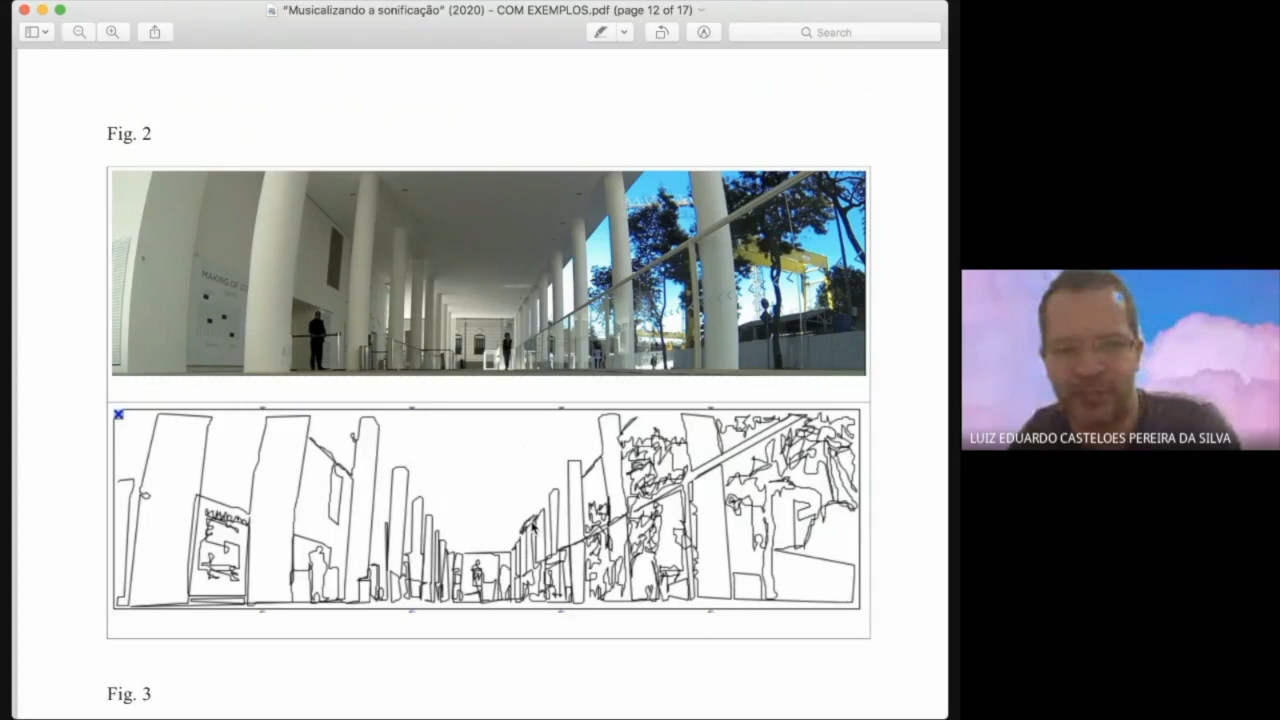 "Musicalizando a sonificação" (2020) - COM EXEMPLOS.pdf (page 12 of 17)
Search
Fig. 2
MAKING OF
LUIZ EDUARDO CASTELOES PEREIRA DA SILVA
Fig. 3